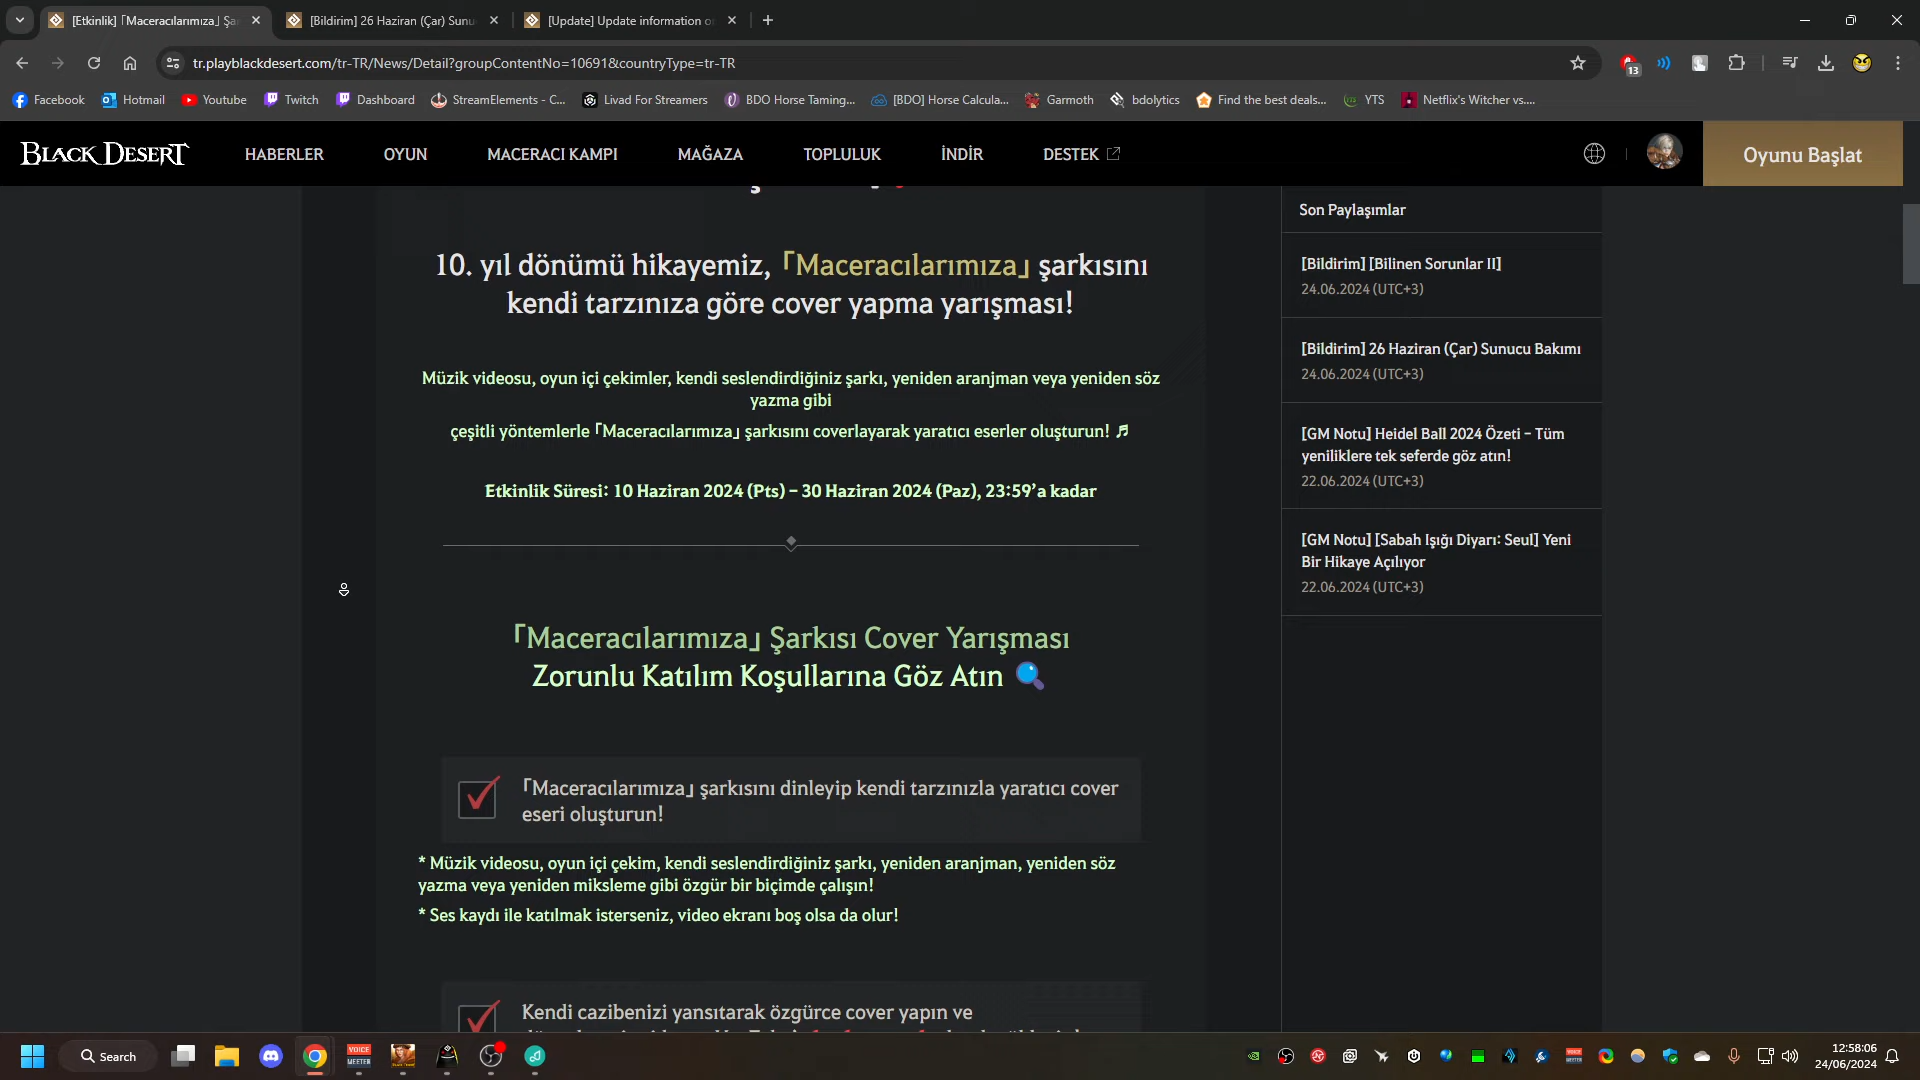 [Etkinlik]「Maceracılarımıza」Şa
[Bildirim] 26 Haziran (Çar) Sunu
[Update] Update information o
tr.playblackdesert.com/tr-TR/News/Detail?groupContentNo=10691&countryType=tr-TR
13
Facebook
Hotmail
Youtube
Twitch
Dashboard
StreamElements - C...
Livad For Streamers
BDO Horse Taming...
[BDO] Horse Calcula...
Garmoth
bdolytics
Find the best deals...
YTS
Netflix's Witcher vs....
BLACK DESERT
HABERLER
OYUN
MACERACI KAMPI
MAĞAZA
TOPLULUK
İNDİR
DESTEK
Oyunu Başlat
10. yıl dönümü hikayemiz,「Maceracılarımıza」şarkısını
kendi tarzınıza göre cover yapma yarışması!
Müzik videosu, oyun içi çekimler, kendi seslendirdiğiniz şarkı, yeniden aranjman veya yeniden söz
yazma gibi
çeşitli yöntemlerle「Maceracılarımıza」şarkısını coverlayarak yaratıcı eserler oluşturun! ♬
Etkinlik Süresi: 10 Haziran 2024 (Pts) – 30 Haziran 2024 (Paz), 23:59’a kadar
「Maceracılarımıza」Şarkısı Cover Yarışması
Zorunlu Katılım Koşullarına Göz Atın 🔍
「Maceracılarımıza」şarkısını dinleyip kendi tarzınızla yaratıcı cover
eseri oluşturun!
* Müzik videosu, oyun içi çekim, kendi seslendirdiğiniz şarkı, yeniden aranjman, yeniden söz
yazma veya yeniden miksleme gibi özgür bir biçimde çalışın!
* Ses kaydı ile katılmak isterseniz, video ekranı boş olsa da olur!
Kendi cazibenizi yansıtarak özgürce cover yapın ve
Son Paylaşımlar
[Bildirim] [Bilinen Sorunlar II]
24.06.2024 (UTC+3)
[Bildirim] 26 Haziran (Çar) Sunucu Bakımı
24.06.2024 (UTC+3)
[GM Notu] Heidel Ball 2024 Özeti – Tüm
yeniliklere tek seferde göz atın!
22.06.2024 (UTC+3)
[GM Notu] [Sabah Işığı Diyarı: Seul] Yeni
Bir Hikaye Açılıyor
22.06.2024 (UTC+3)
Search
VOICE
MEETER
12:58:06
24/06/2024